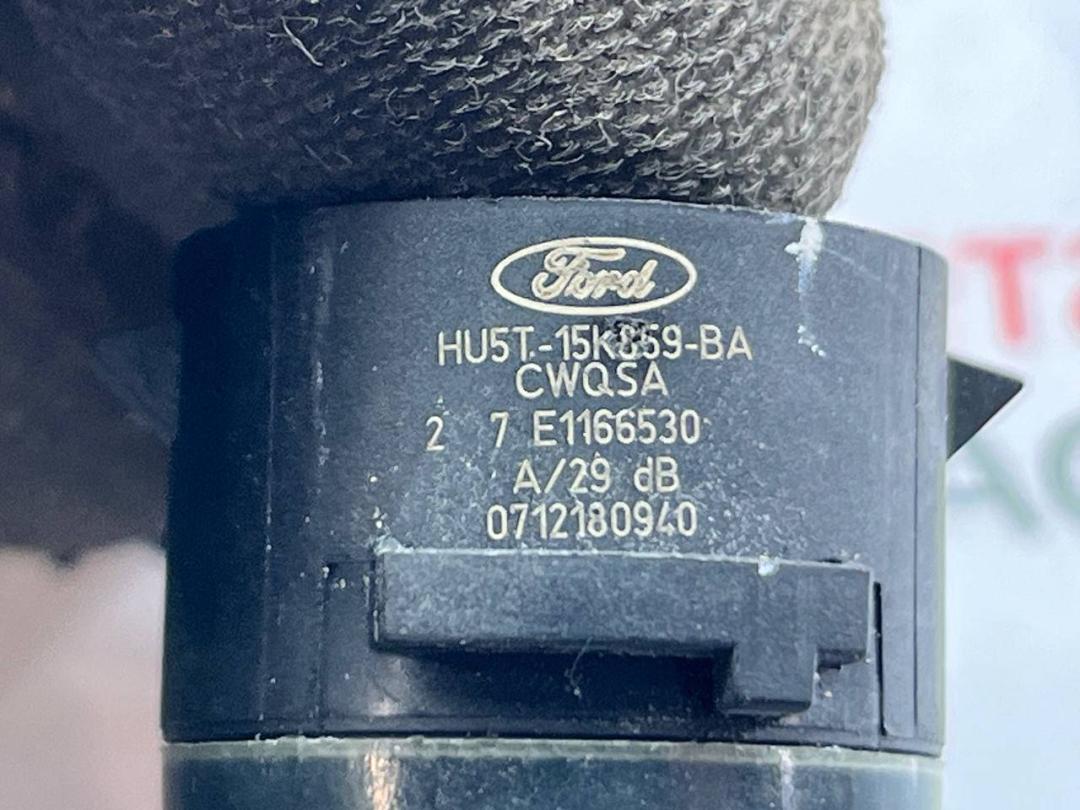 Ford
HU5T-15K859-BA
CWQSA
2 7 E1166530
A/29 dB
0712180940